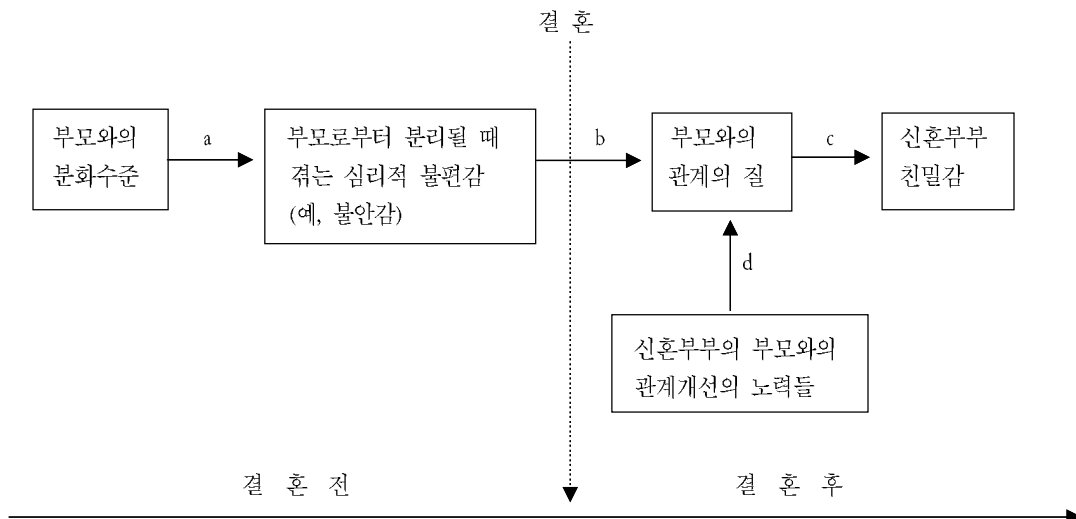 결 혼
부모와의
분화수준
a
부모로부터 분리될 때
겪는 심리적 불편감
(예, 불안감)
b
부모와의
관계의 질
c
신혼부부
친밀감
d
신혼부부의 부모와의
관계개선의 노력들
결 혼 전
결 혼 후